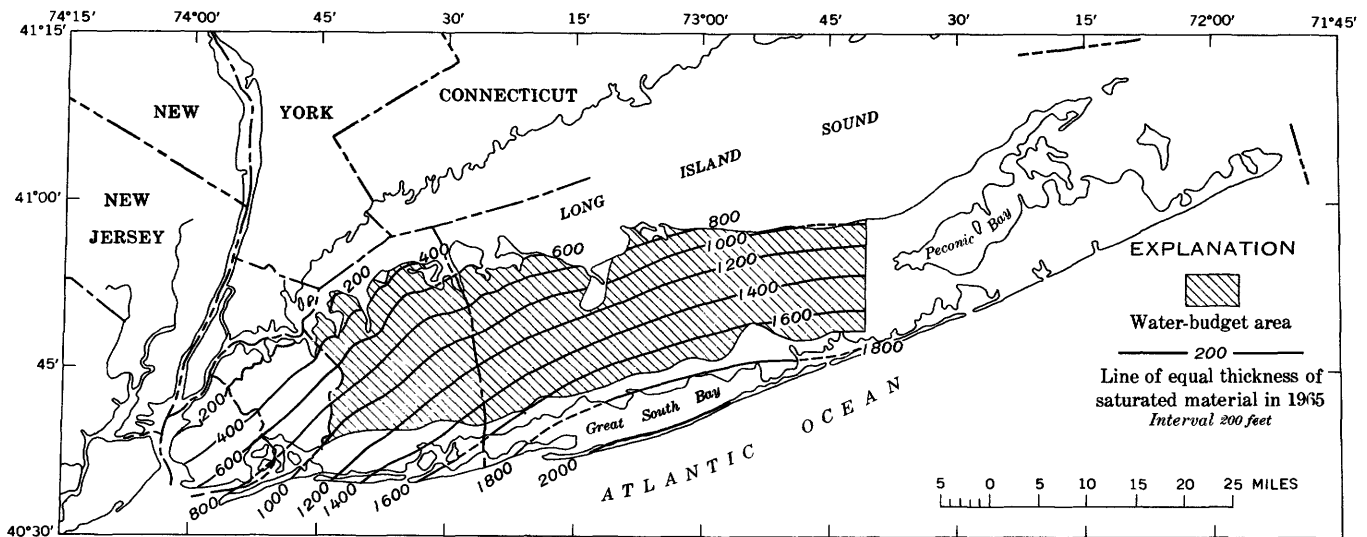 74°15' 74°00' 45' 30' 15' 73°00' 45' 30' 15' 72°00' 71°45'
41°15'
NEW YORK
CONNECTICUT
LONG ISLAND SOUND
41°00'
NEW
JERSEY
Peconic Bay
200
400
600
800
1000
1200
1400
1600
1800
EXPLANATION
Water-budget area
200
Line of equal thickness of
saturated material in 1965
Interval 200 feet
45'
200
400
600
800
1000
1200
1400
1600
1800
2000
Great South Bay
ATLANTIC OCEAN
5 0 5 10 15 20 25 MILES
40°30'